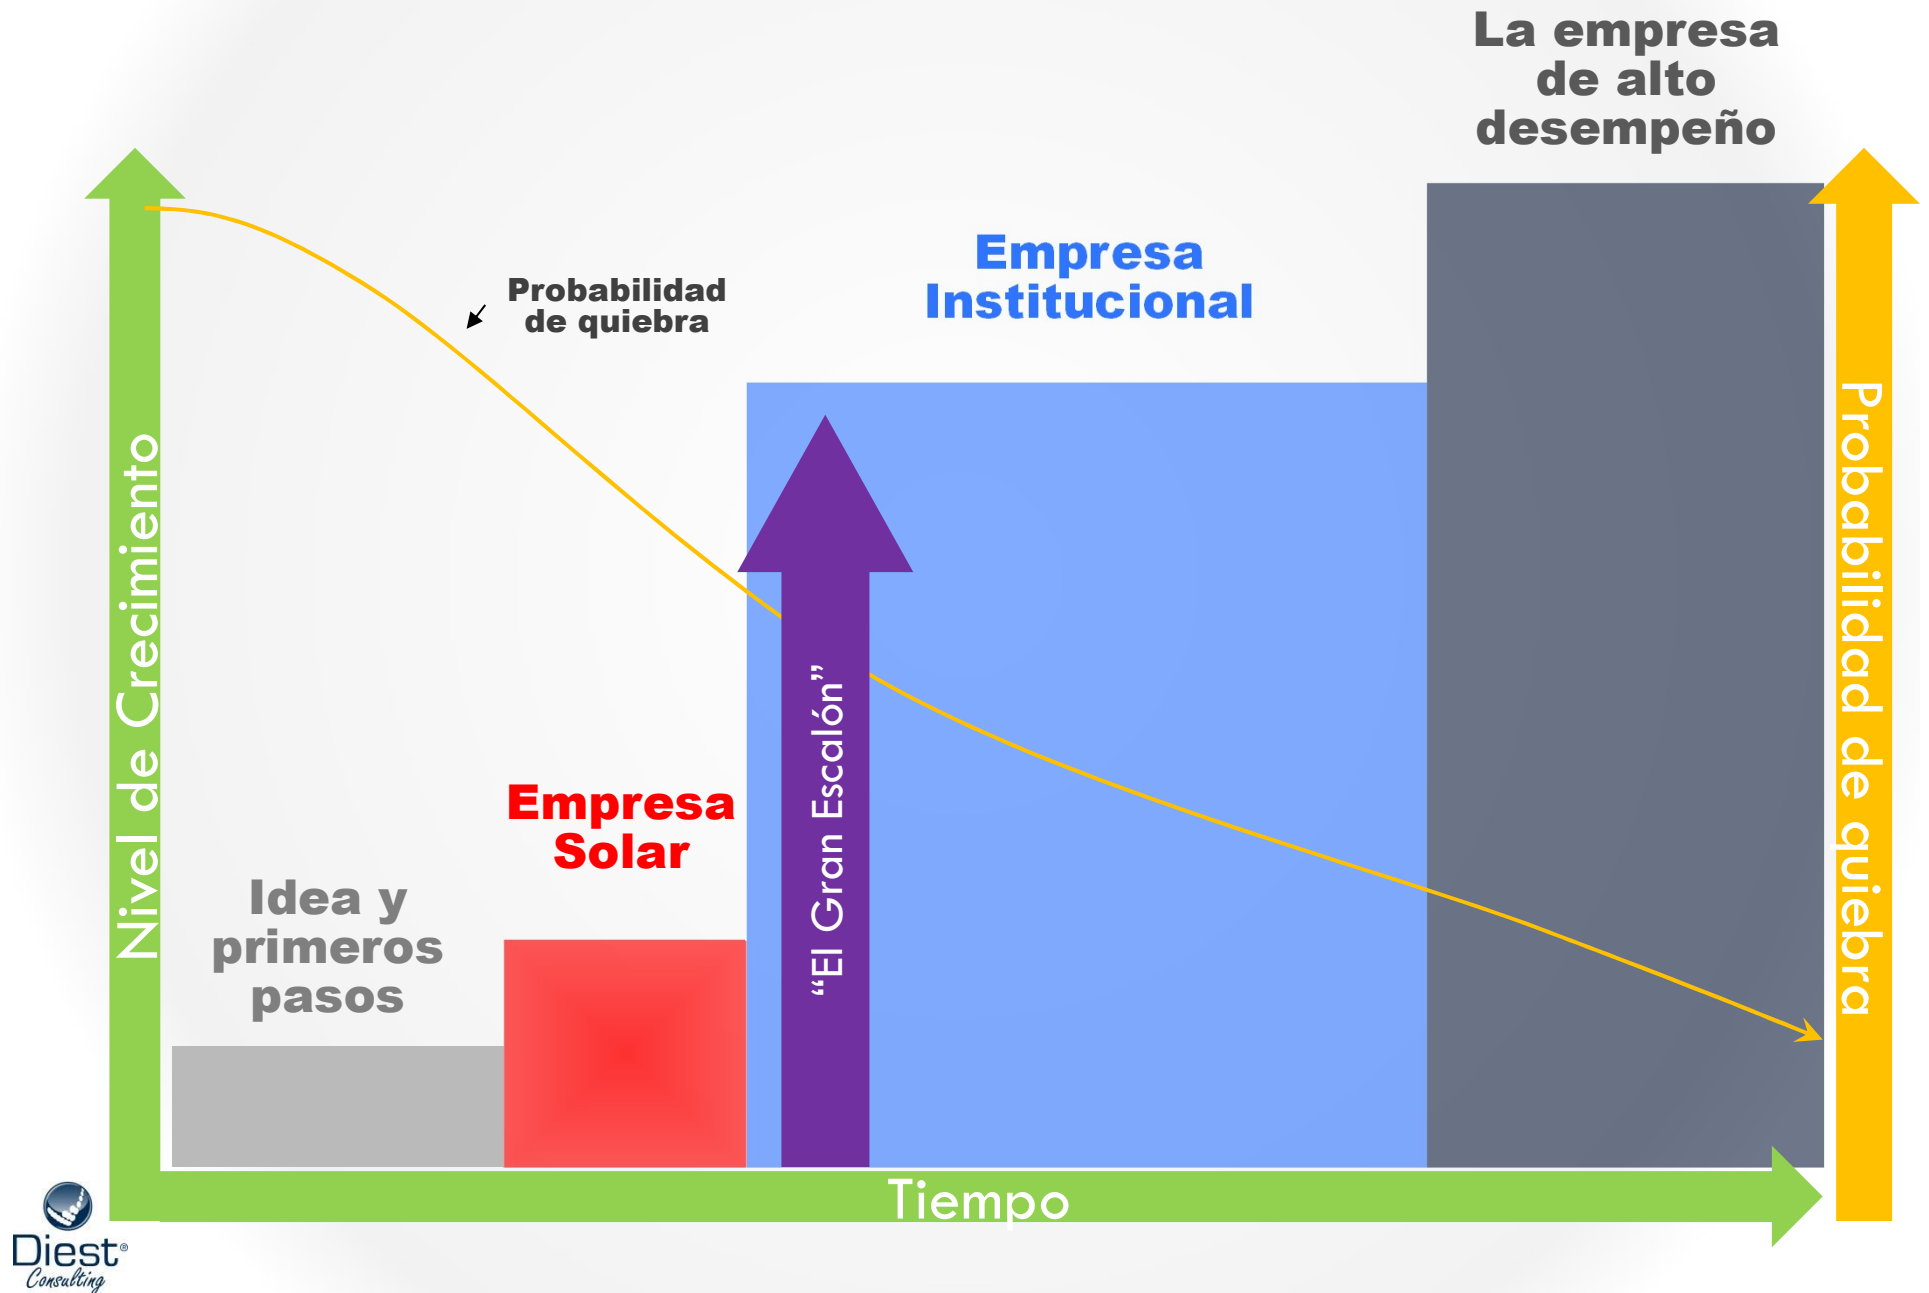 La empresa
de alto
desempeño
Empresa
Institucional
Probabilidad
de quiebra
Empresa
Solar
Idea y
primeros
pasos
Nivel de Crecimiento
“El Gran Escalón”
Probabilidad de quiebra
Tiempo
Diest®
Consulting